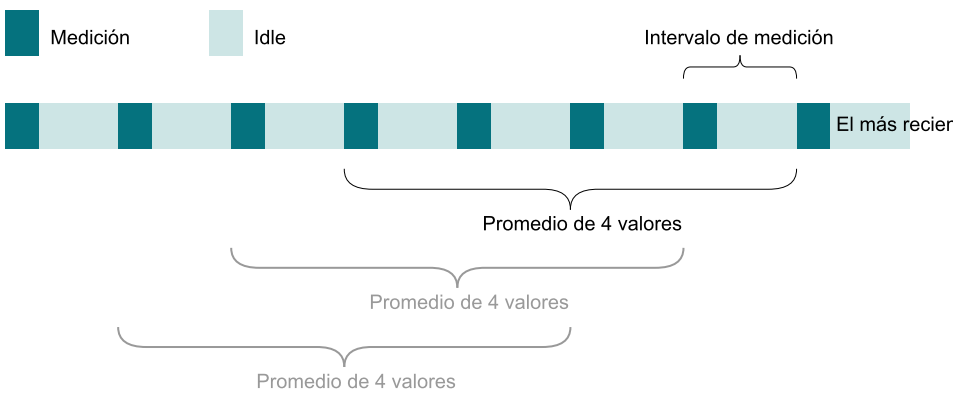 Medición
Idle
Intervalo de medición
El más recien
Promedio de 4 valores
Promedio de 4 valores
Promedio de 4 valores